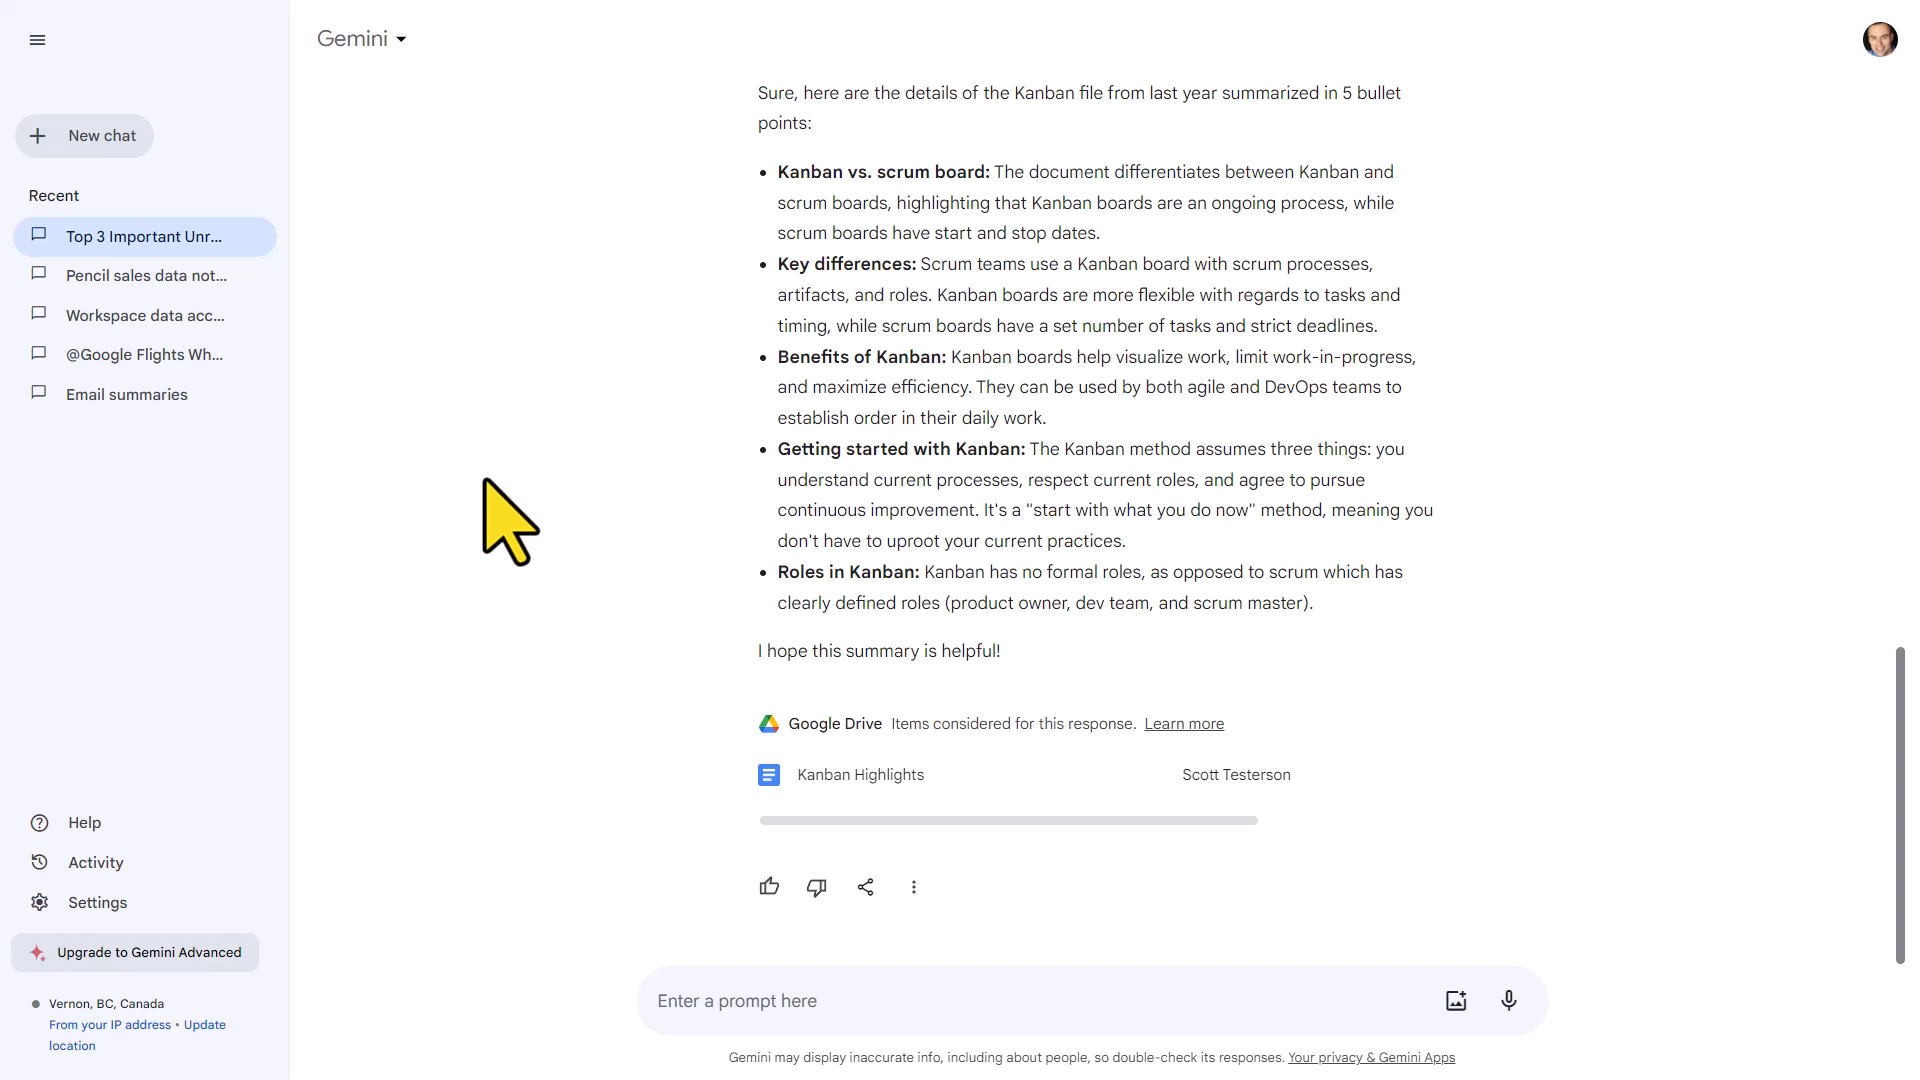 Gemini
New chat
Recent
Top 3 Important Unr...
Pencil sales data not...
Workspace data acc...
@Google Flights Wh...
Email summaries
Help
Activity
Settings
Upgrade to Gemini Advanced
Vernon, BC, Canada
From your IP address • Update
location
Sure, here are the details of the Kanban file from last year summarized in 5 bullet
points:
• Kanban vs. scrum board: The document differentiates between Kanban and
scrum boards, highlighting that Kanban boards are an ongoing process, while
scrum boards have start and stop dates.
• Key differences: Scrum teams use a Kanban board with scrum processes,
artifacts, and roles. Kanban boards are more flexible with regards to tasks and
timing, while scrum boards have a set number of tasks and strict deadlines.
• Benefits of Kanban: Kanban boards help visualize work, limit work-in-progress,
and maximize efficiency. They can be used by both agile and DevOps teams to
establish order in their daily work.
• Getting started with Kanban: The Kanban method assumes three things: you
understand current processes, respect current roles, and agree to pursue
continuous improvement. It's a "start with what you do now" method, meaning you
don't have to uproot your current practices.
• Roles in Kanban: Kanban has no formal roles, as opposed to scrum which has
clearly defined roles (product owner, dev team, and scrum master).
I hope this summary is helpful!
Google Drive Items considered for this response. Learn more
Kanban Highlights Scott Testerson
Enter a prompt here
Gemini may display inaccurate info, including about people, so double-check its responses. Your privacy & Gemini Apps